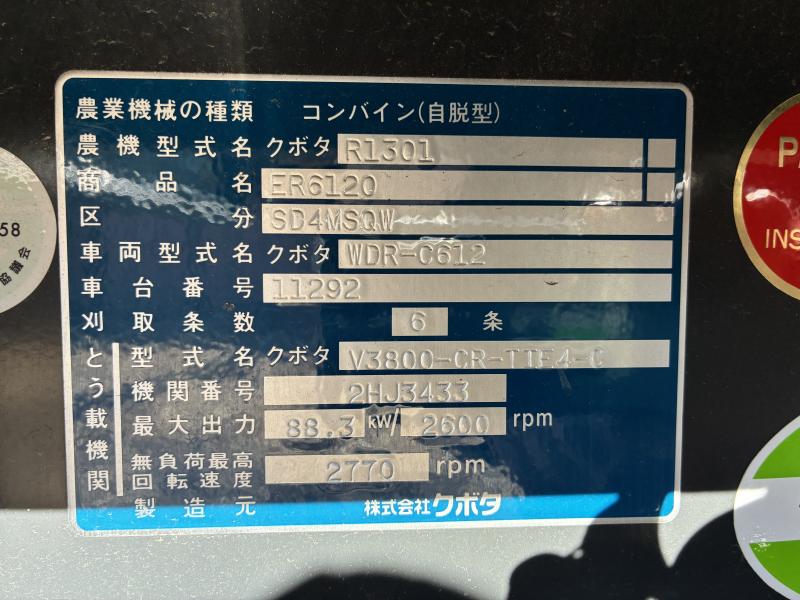 農業機械の種類 コンバイン(自脱型)
農機型式名 クボタ R1301
商品名 ER6120
区分 SD4MSQW
車両型式名 クボタ WDR-C612
車台番号 11292
刈取条数 6 条
とう載機関
型式名 クボタ V3800-CR-TIE4-C
機関番号 2HJ3433
最大出力 88.3 kW/ 2600 rpm
無負荷最高回転速度 2770 rpm
製造元 株式会社クボタ
58
協議会
P
INS